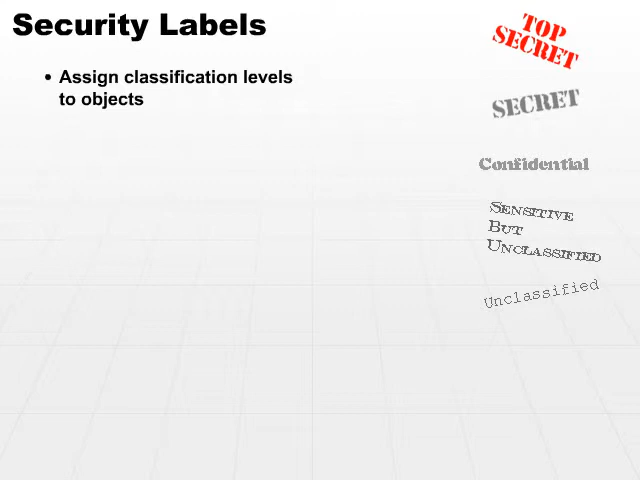 Security Labels
• Assign classification levels
to objects
TOP
SECRET
SECRET
Confidential
Sensitive
But
Unclassified
Unclassified